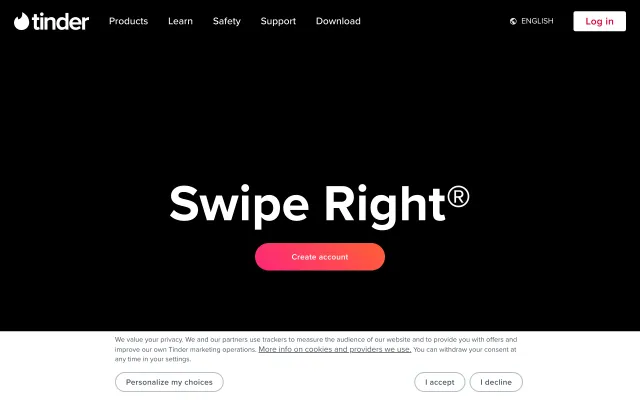 tinder Products Learn Safety Support Download ENGLISH Log in
Swipe Right®
Create account
We value your privacy. We and our partners use trackers to measure the audience of our website and to provide you with offers and
improve our own Tinder marketing operations. More info on cookies and providers we use. You can withdraw your consent at
any time in your settings.
Personalize my choices I accept I decline